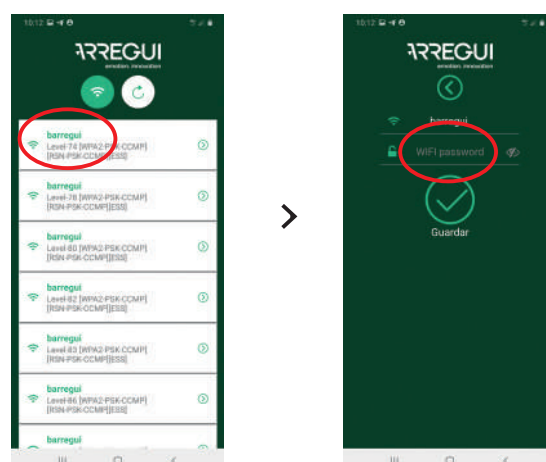 10:12
ARREGUI
emotion. innovation
barregui
Level-74 [WPA2-PSK-CCMP]
[RSN-PSK-CCMP][ESS]
barregui
Level-78 [WPA2-PSK-CCMP]
[RSN-PSK-CCMP][ESS]
barregui
Level-80 [WPA2-PSK-CCMP]
[RSN-PSK-CCMP][ESS]
barregui
Level-82 [WPA2-PSK-CCMP]
[RSN-PSK-CCMP][ESS]
barregui
Level-83 [WPA2-PSK-CCMP]
[RSN-PSK-CCMP][ESS]
barregui
Level-86 [WPA2-PSK-CCMP]
[RSN-PSK-CCMP][ESS]
barregui
>
10:12
ARREGUI
emotion. innovation
barregui
WiFI password
Guardar